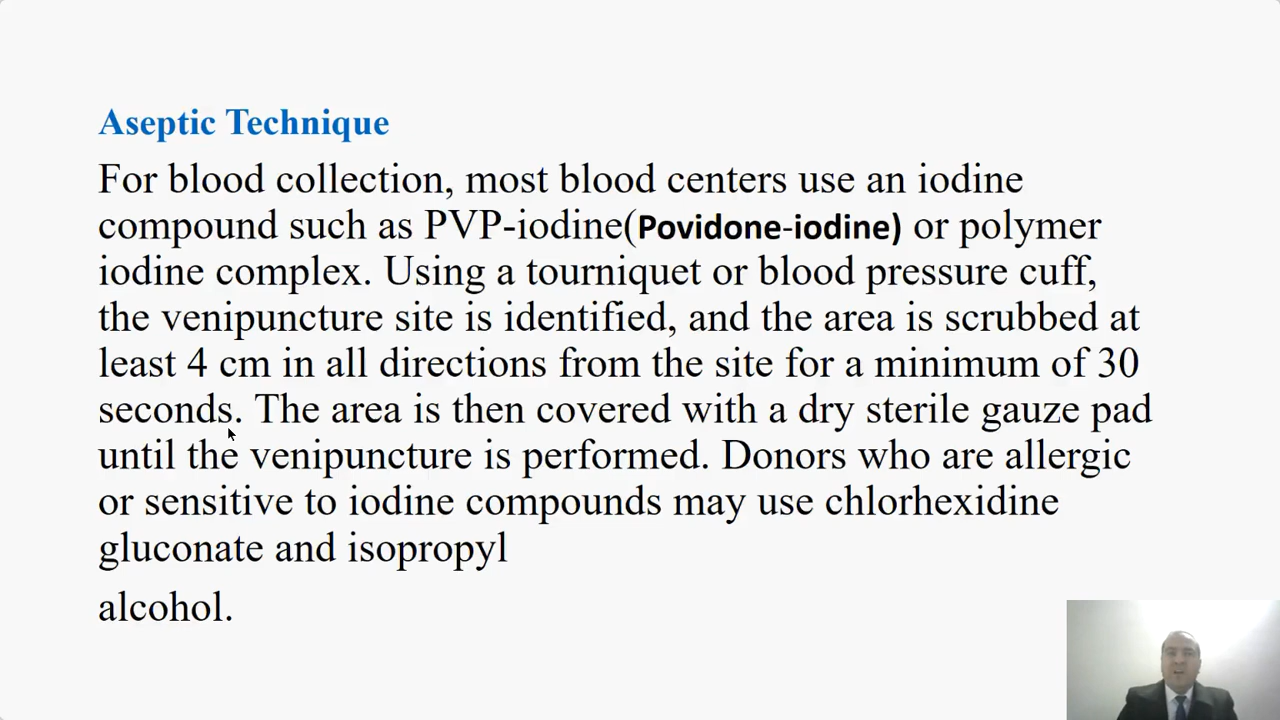 Aseptic Technique
For blood collection, most blood centers use an iodine
compound such as PVP-iodine(Povidone-iodine) or polymer
iodine complex. Using a tourniquet or blood pressure cuff,
the venipuncture site is identified, and the area is scrubbed at
least 4 cm in all directions from the site for a minimum of 30
seconds. The area is then covered with a dry sterile gauze pad
until the venipuncture is performed. Donors who are allergic
or sensitive to iodine compounds may use chlorhexidine
gluconate and isopropyl
alcohol.